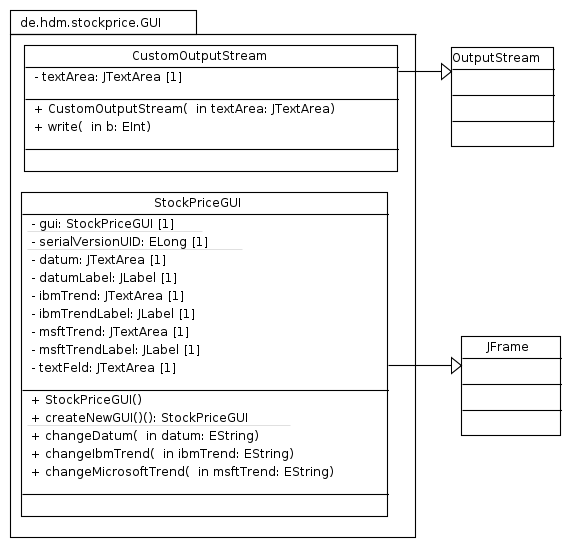 de.hdm.stockprice.GUI
CustomOutputStream
- textArea: JTextArea [1]
+ CustomOutputStream(  in textArea: JTextArea)
+ write(  in b: EInt)
OutputStream
StockPriceGUI
- gui: StockPriceGUI [1]
- serialVersionUID: ELong [1]
- datum: JTextArea [1]
- datumLabel: JLabel [1]
- ibmTrend: JTextArea [1]
- ibmTrendLabel: JLabel [1]
- msftTrend: JTextArea [1]
- msftTrendLabel: JLabel [1]
- textFeld: JTextArea [1]
+ StockPriceGUI()
+ createNewGUI()(): StockPriceGUI
+ changeDatum(  in datum: EString)
+ changeIbmTrend(  in ibmTrend: EString)
+ changeMicrosoftTrend(  in msftTrend: EString)
JFrame